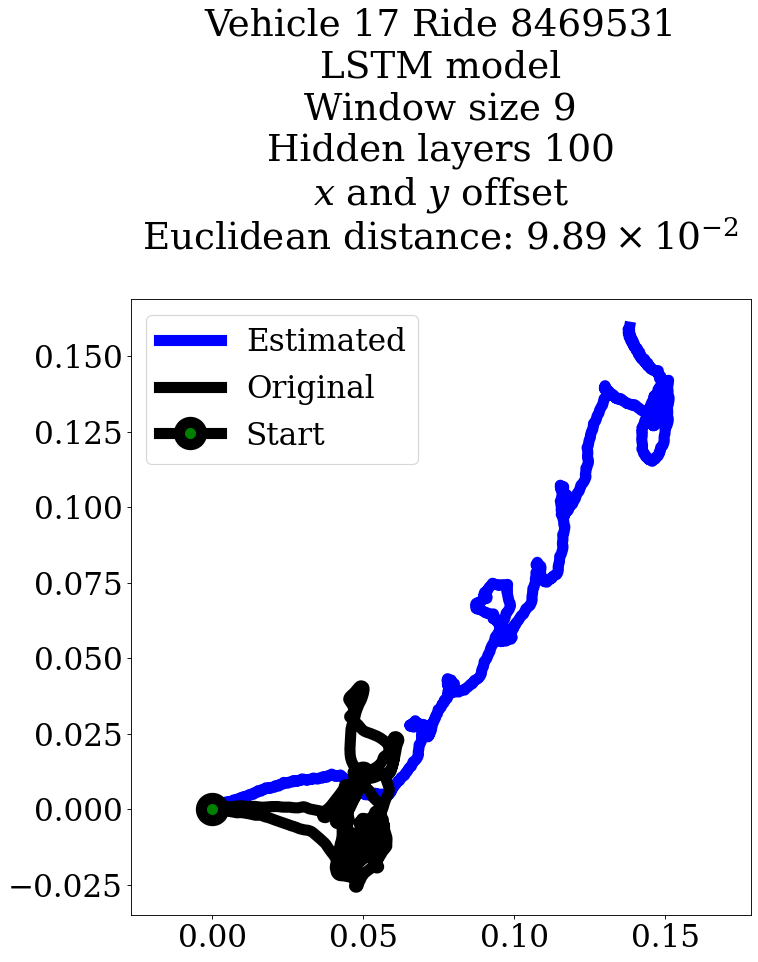 Vehicle 17 Ride 8469531
LSTM model
Window size 9
Hidden layers 100
x and y offset
Euclidean distance: 9.89 × 10⁻²
Estimated
Original
Start
0.150
0.125
0.100
0.075
0.050
0.025
0.000
−0.025
0.00 0.05 0.10 0.15